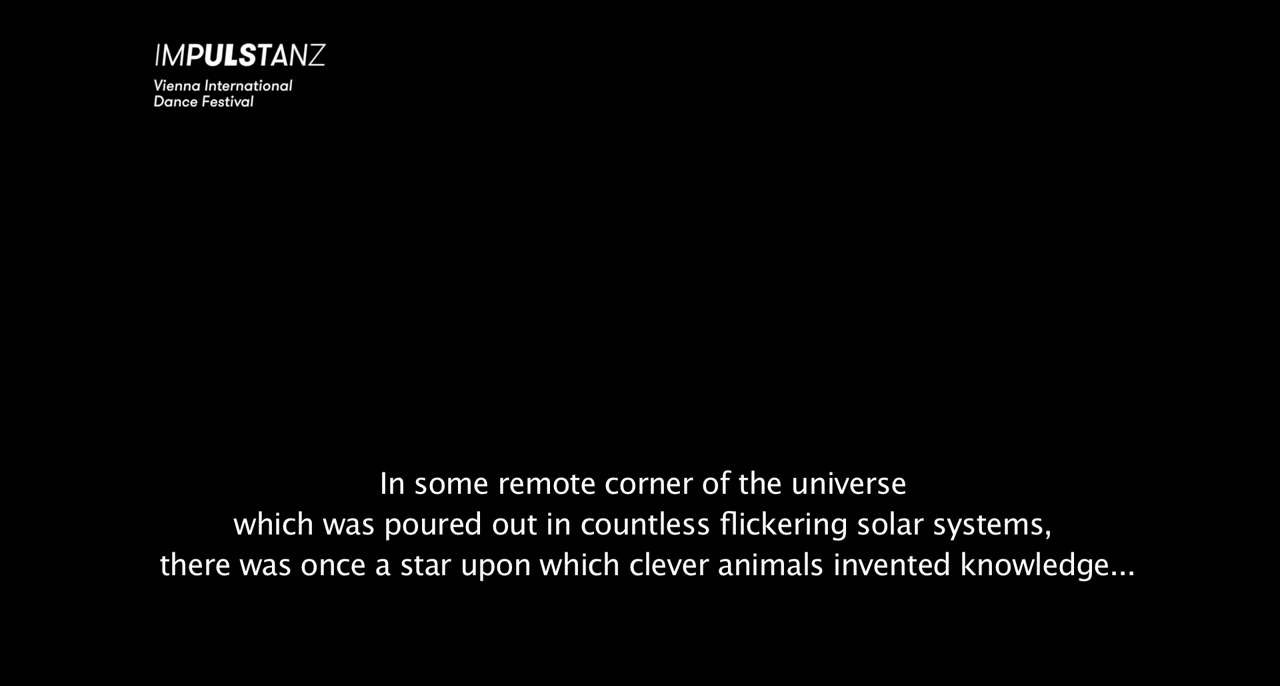 IMPULSTANZ
Vienna International
Dance Festival
In some remote corner of the universe
which was poured out in countless flickering solar systems,
there was once a star upon which clever animals invented knowledge...